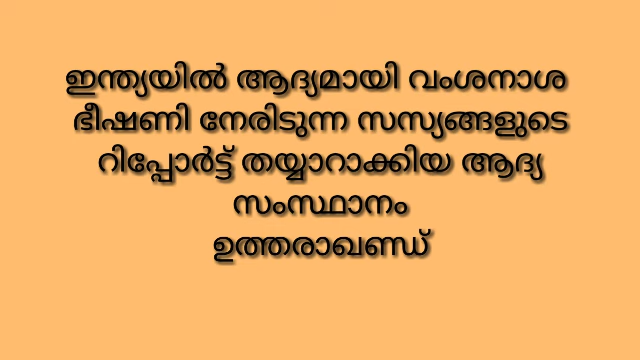 ഇന്ത്യയിൽ ആദ്യമായി വംശനാശ
ഭീഷണി നേരിടുന്ന സസ്യങ്ങളുടെ
റിപ്പോർട്ട് തയ്യാറാക്കിയ ആദ്യ
സംസ്ഥാനം
ഉത്തരാഖണ്ഡ്